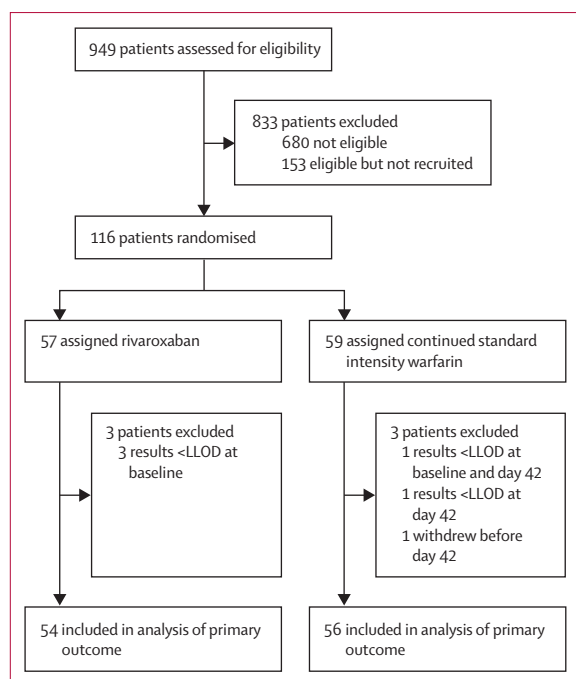 949 patients assessed for eligibility
833 patients excluded
680 not eligible
153 eligible but not recruited
116 patients randomised
57 assigned rivaroxaban
59 assigned continued standard
intensity warfarin
3 patients excluded
3 results <LLOD at
baseline
3 patients excluded
1 results <LLOD at
baseline and day 42
1 results <LLOD at
day 42
1 withdrew before
day 42
54 included in analysis of primary
outcome
56 included in analysis of primary
outcome